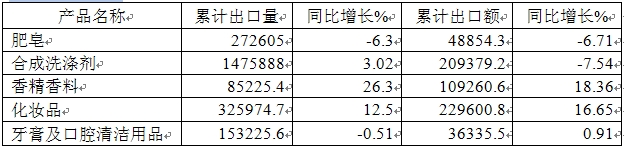 产品名称 累计出口量 同比增长% 累计出口额 同比增长%
肥皂 272605 -6.3 48854.3 -6.71
合成洗涤剂 1475888 3.02 209379.2 -7.54
香精香料 85225.4 26.3 109260.6 18.36
化妆品 325974.7 12.5 229600.8 16.65
牙膏及口腔清洁用品 153225.6 -0.51 36335.5 0.91